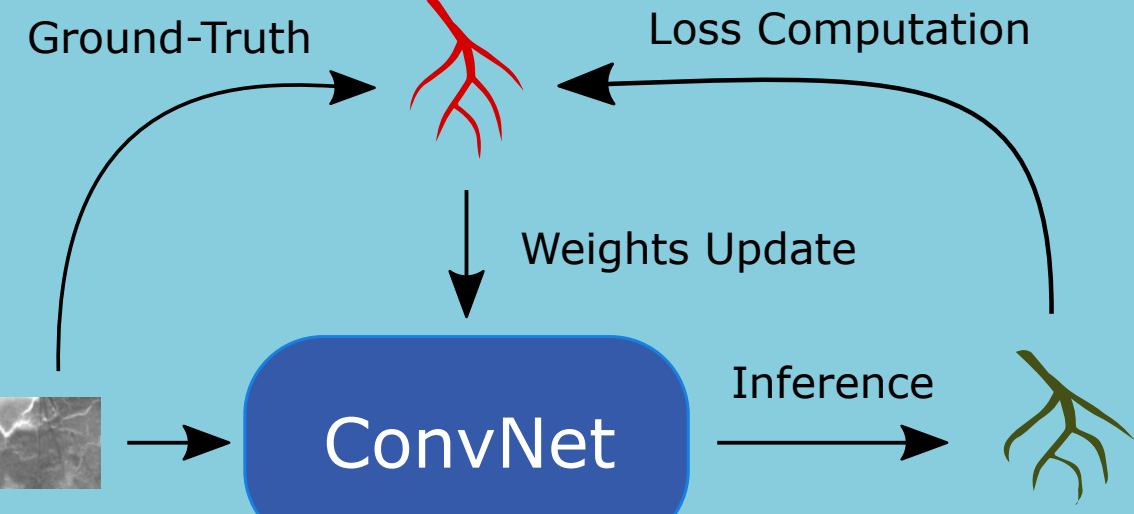 Ground-Truth
Loss Computation
Weights Update
Inference
ConvNet